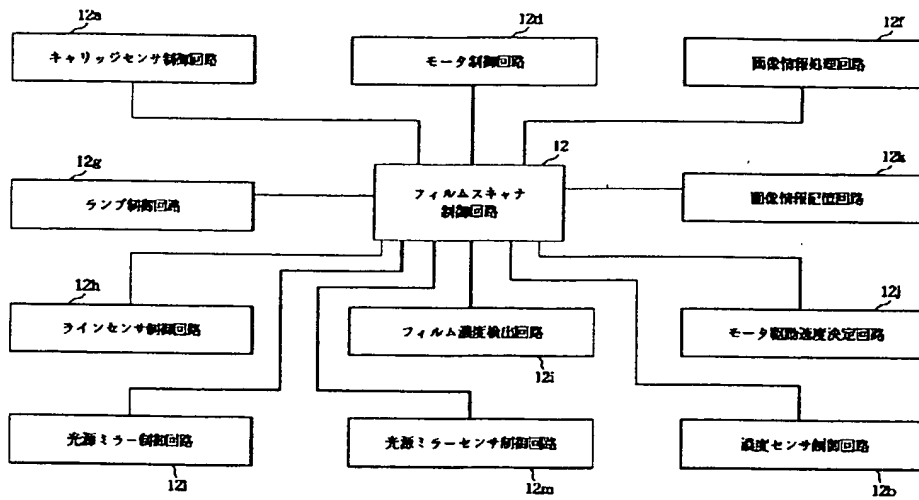 12a
キャリッジセンサ制御回路
12d
モータ制御回路
12f
画像情報処理回路
12g
ランプ制御回路
12
フィルムスキャナ
制御回路
12k
画像情報記憶回路
12h
ラインセンサ制御回路
フィルム濃度検出回路
12i
12j
モータ駆動速度決定回路
光源ミラー制御回路
12l
光源ミラーセンサ制御回路
12m
濃度センサ制御回路
12b